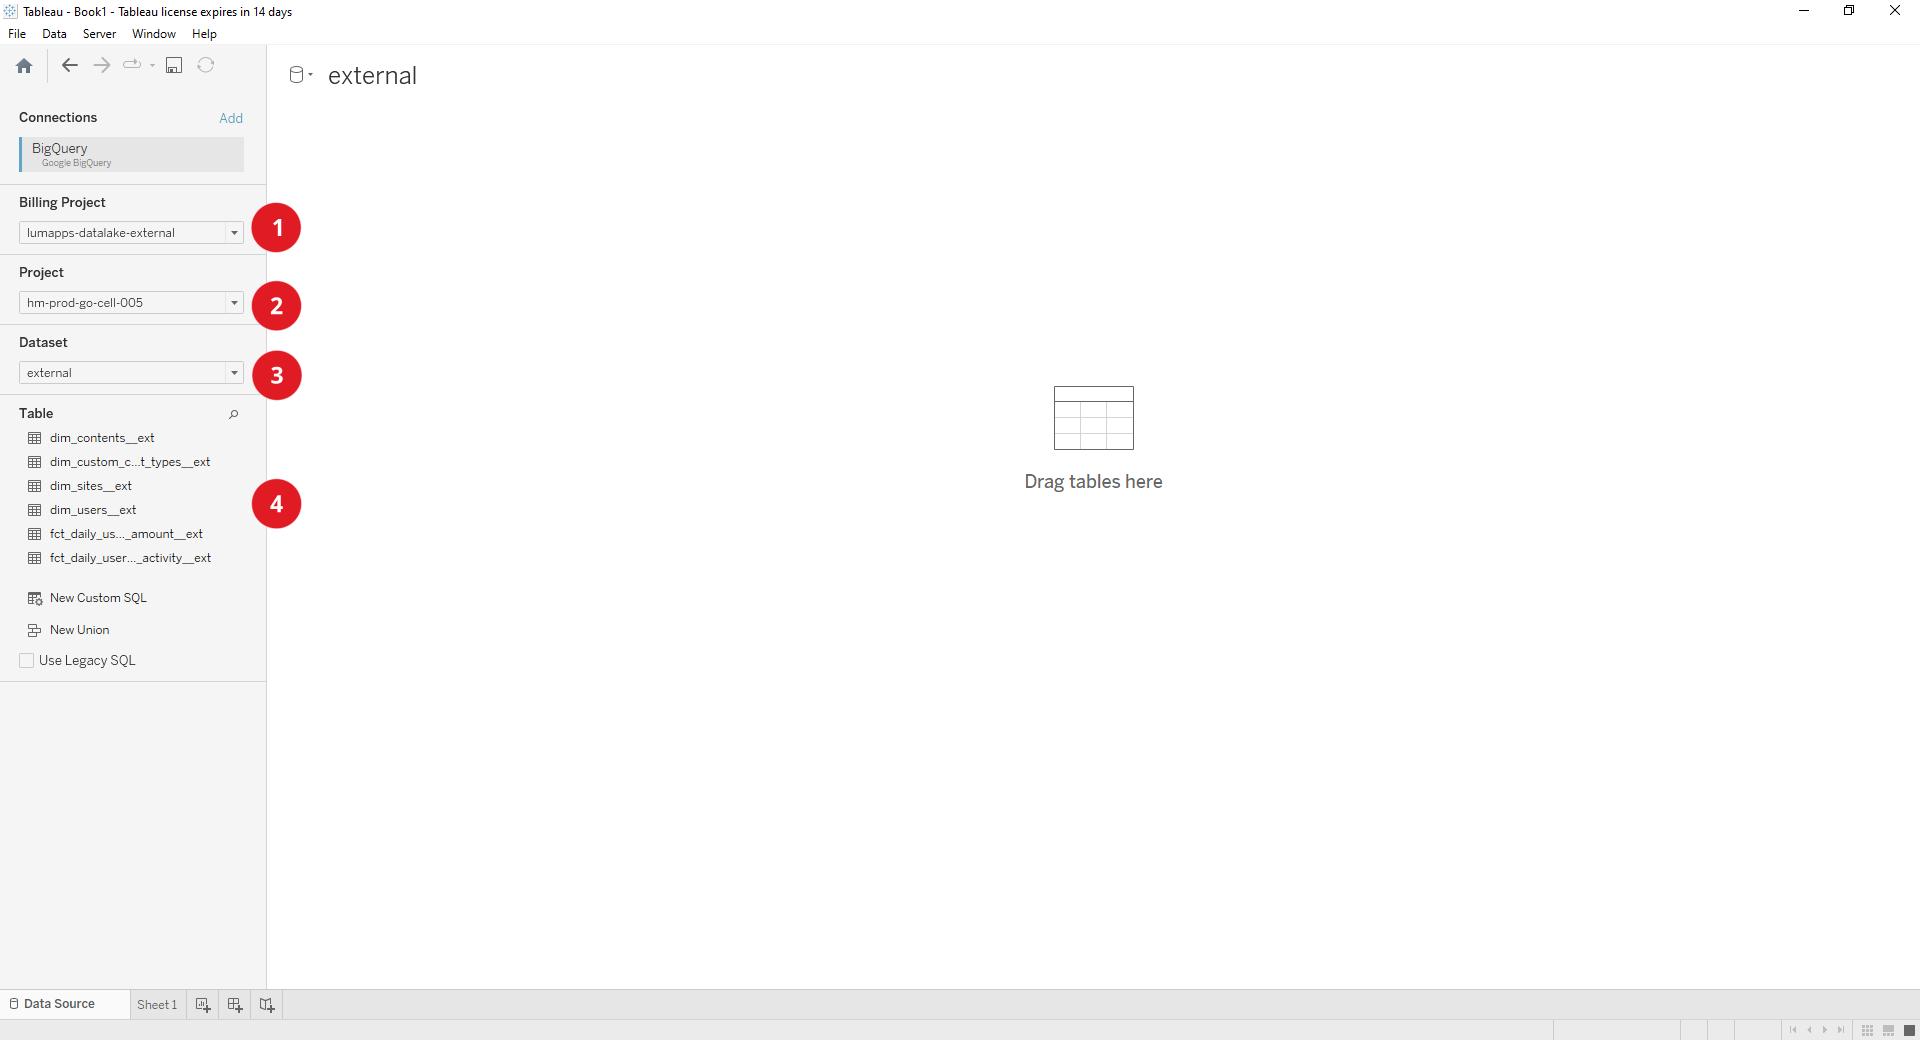 Tableau - Book1 - Tableau license expires in 14 days
File Data Server Window Help
external
Connections Add
BigQuery
Google BigQuery
Billing Project
lumapps-datalake-external
1
Project
hm-prod-go-cell-005
2
Dataset
external
3
Table
dim_contents__ext
dim_custom_c...t_types__ext
dim_sites__ext
dim_users__ext
4
fct_daily_us..._amount__ext
fct_daily_user..._activity__ext
New Custom SQL
New Union
Use Legacy SQL
Drag tables here
Data Source Sheet 1